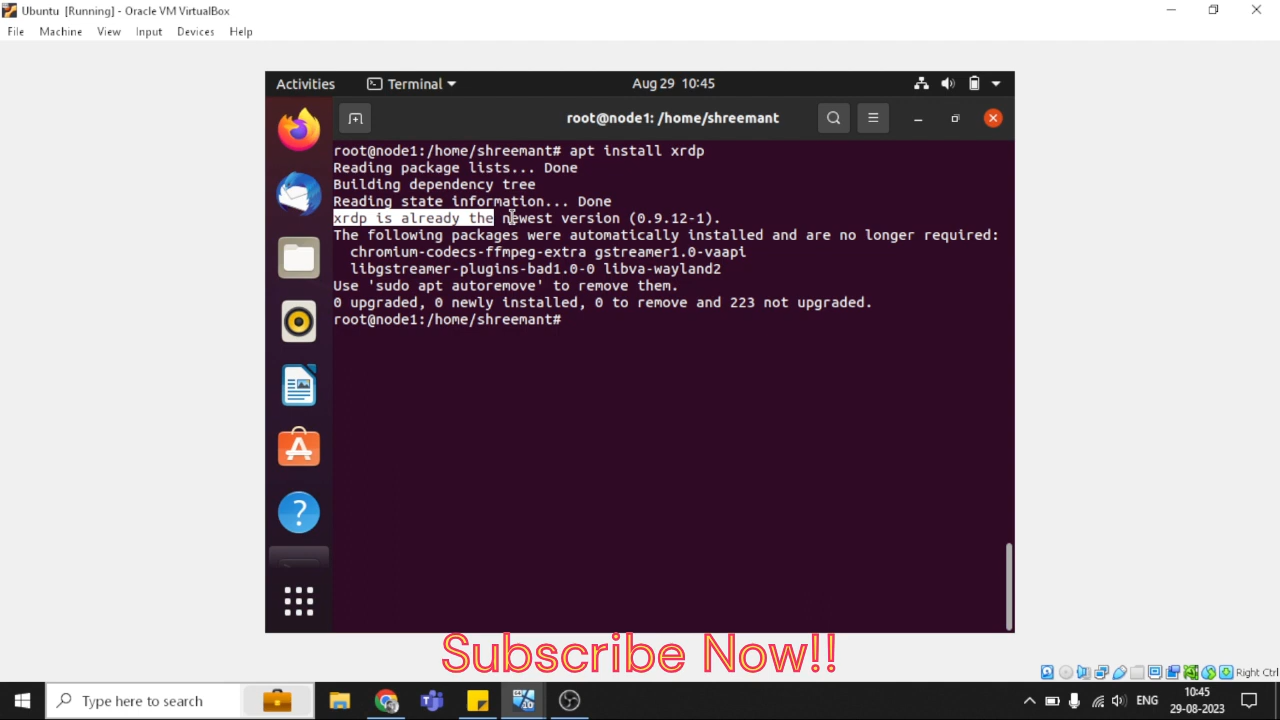 Ubuntu [Running] - Oracle VM VirtualBox
File Machine View Input Devices Help
Activities Terminal Aug 29 10:45
root@node1: /home/shreemant
root@node1:/home/shreemant# apt install xrdp
Reading package lists... Done
Building dependency tree
Reading state information... Done
xrdp is already the newest version (0.9.12-1).
The following packages were automatically installed and are no longer required:
  chromium-codecs-ffmpeg-extra gstreamer1.0-vaapi
  libgstreamer-plugins-bad1.0-0 libva-wayland2
Use 'sudo apt autoremove' to remove them.
0 upgraded, 0 newly installed, 0 to remove and 223 not upgraded.
root@node1:/home/shreemant#
Subscribe Now!!
Right Ctrl
Type here to search
ENG
10:45
29-08-2023